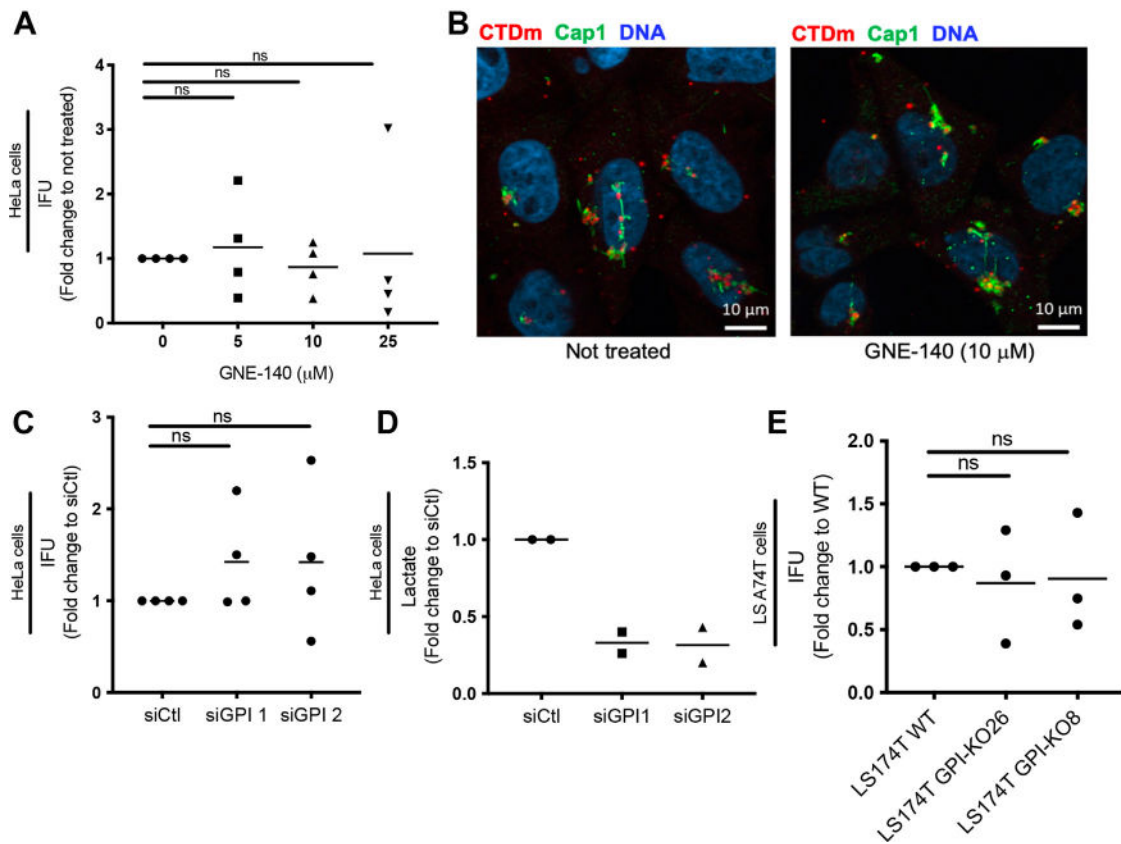 A
HeLa cells
IFU
(Fold change to not treated)
4
3
2
1
0
ns
ns
ns
0 5 10 25
GNE-140 (μM)
B
CTDm Cap1 DNA
10 μm
Not treated
CTDm Cap1 DNA
10 μm
GNE-140 (10 μM)
C
HeLa cells
IFU
(Fold change to siCtl)
3
2
1
0
ns
ns
siCtl siGPI 1 siGPI 2
D
HeLa cells
Lactate
(Fold change to siCtl)
1.5
1.0
0.5
0.0
siCtl siGPI1 siGPI2
E
LS A74T cells
IFU
(Fold change to WT)
2.0
1.5
1.0
0.5
0.0
ns
ns
LS174T WT
LS174T GPI-KO26
LS174T GPI-KO8